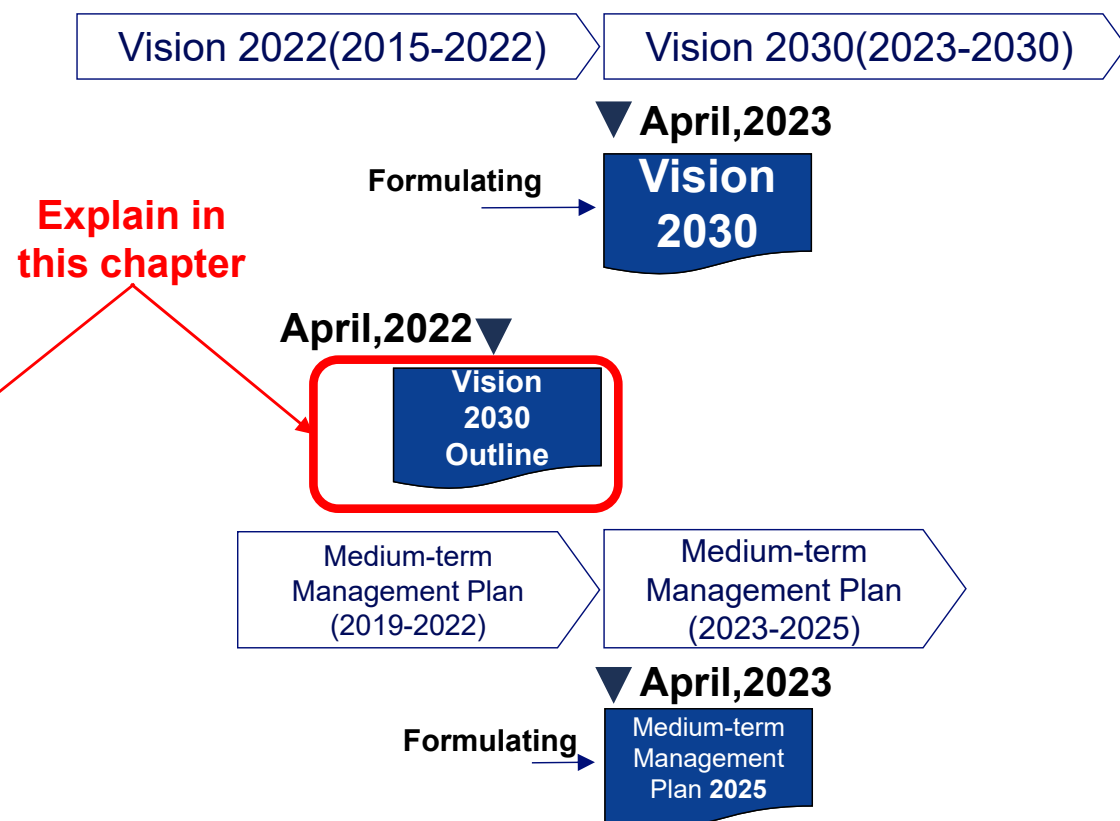 Vision 2022(2015-2022)
Vision 2030(2023-2030)
April,2023
Formulating
Vision
2030
Explain in
this chapter
April,2022
Vision
2030
Outline
Medium-term
Management Plan
(2019-2022)
Medium-term
Management Plan
(2023-2025)
April,2023
Formulating
Medium-term
Management
Plan 2025